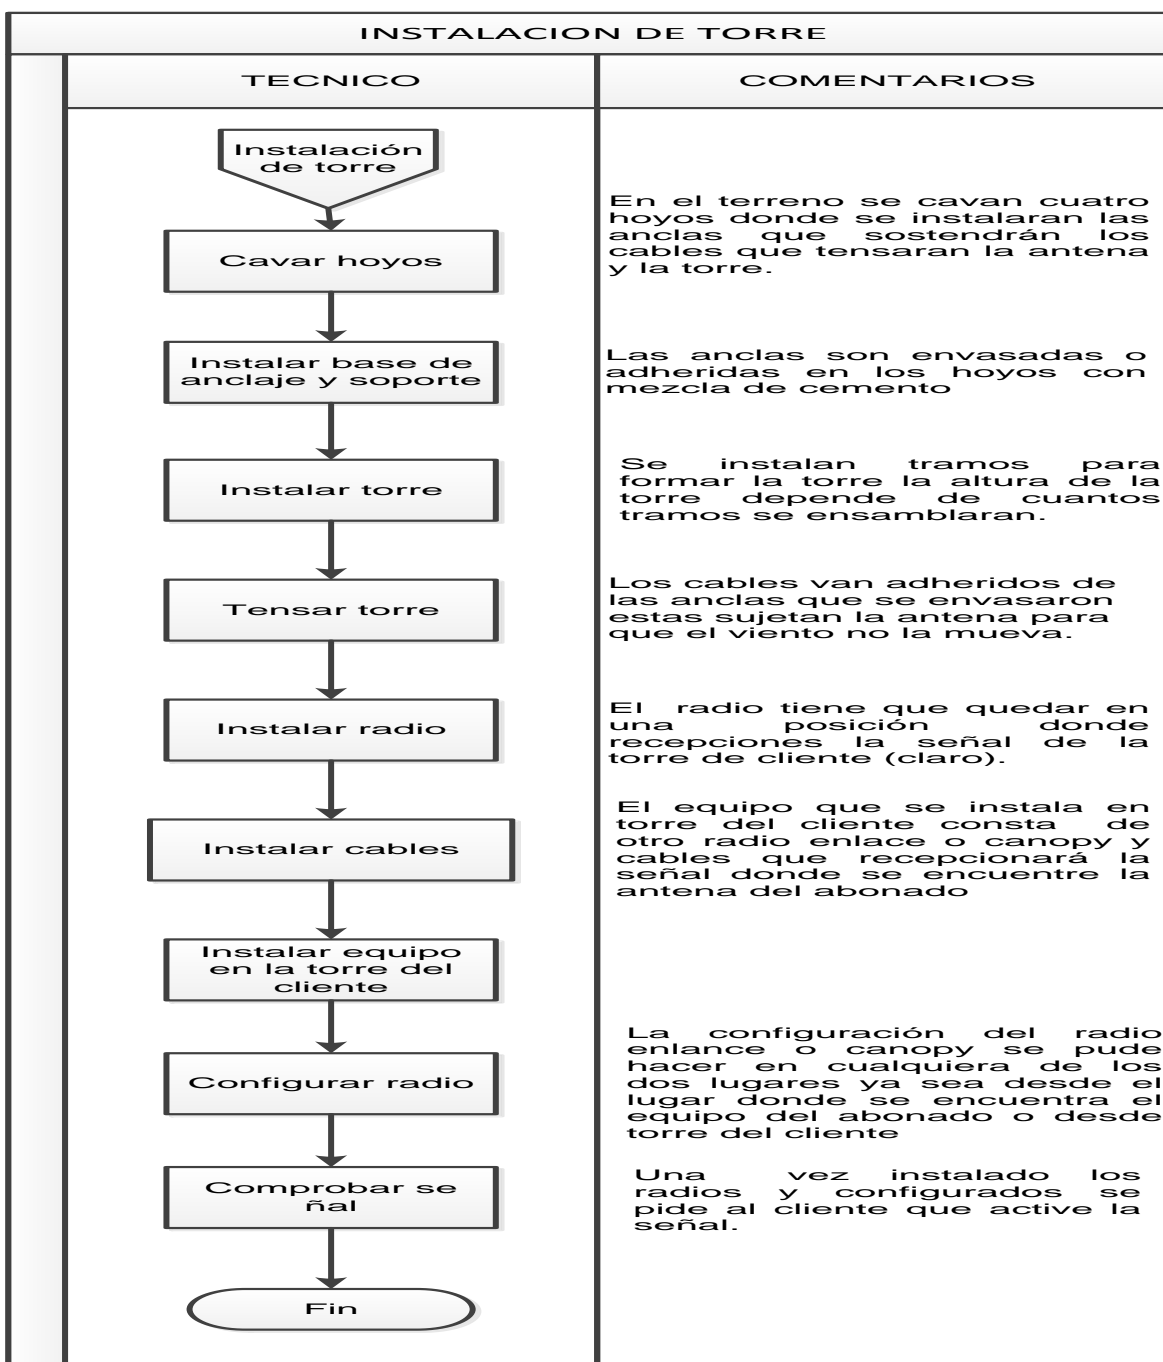 INSTALACION DE TORRE
TECNICO
COMENTARIOS
Instalación
de torre
En el terreno se cavan cuatro
hoyos donde se instalaran las
anclas que sostendrán los
cables que tensaran la antena
y la torre.
Cavar hoyos
Instalar base de
anclaje y soporte
Las anclas son envasadas o
adheridas en los hoyos con
mezcla de cemento
Instalar torre
Se instalan tramos para
formar la torre la altura de la
torre depende de cuantos
tramos se ensamblaran.
Tensar torre
Los cables van adheridos de
las anclas que se envasaron
estas sujetan la antena para
que el viento no la mueva.
Instalar radio
El radio tiene que quedar en
una posición donde
recepciones la señal de la
torre de cliente (claro).
Instalar cables
El equipo que se instala en
torre del cliente consta de
otro radio enlace o canopy y
cables que recepcionará la
señal donde se encuentre la
antena del abonado
Instalar equipo
en la torre del
cliente
Configurar radio
La configuración del radio
enlance o canopy se pude
hacer en cualquiera de los
dos lugares ya sea desde el
lugar donde se encuentra el
equipo del abonado o desde
torre del cliente
Comprobar se
ñal
Una vez instalado los
radios y configurados se
pide al cliente que active la
señal.
Fin